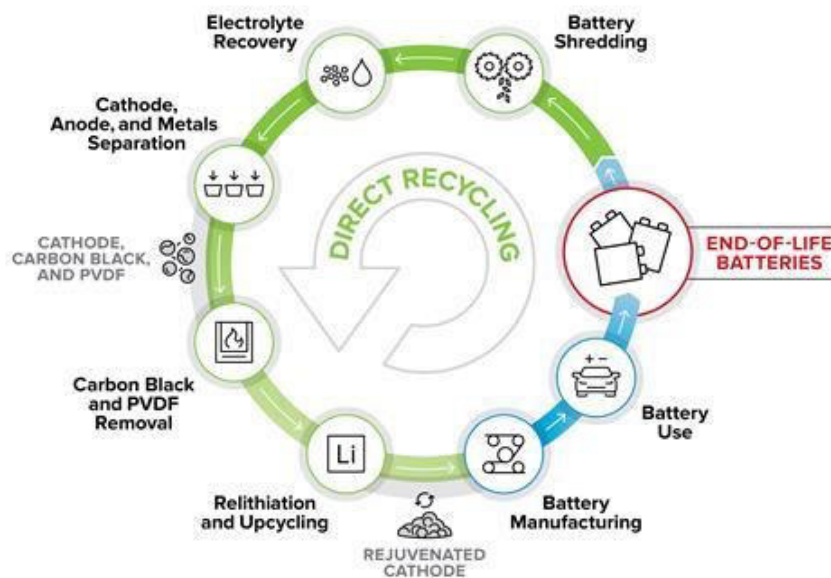 Electrolyte
Recovery
Battery
Shredding
Cathode,
Anode, and Metals
Separation
DIRECT RECYCLING
CATHODE,
CARBON BLACK,
AND PVDF
END-OF-LIFE
BATTERIES
Carbon Black
and PVDF
Removal
+ −
Battery
Use
Li
Relithiation
and Upcycling
Battery
Manufacturing
REJUVENATED
CATHODE